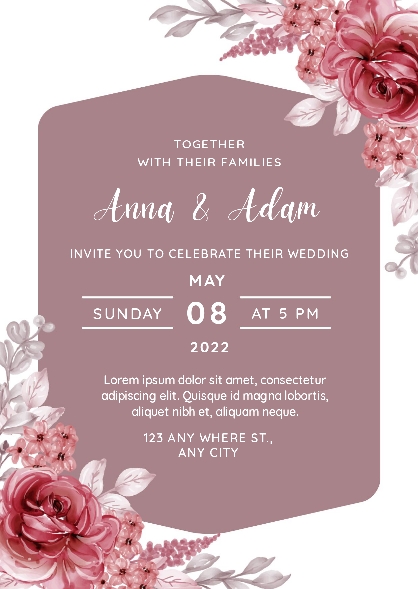 TOGETHER
WITH THEIR FAMILIES
Anna & Adam
INVITE YOU TO CELEBRATE THEIR WEDDING
MAY
SUNDAY 08 AT 5 PM
2022
Lorem ipsum dolor sit amet, consectetur
adipiscing elit. Quisque id magna lobortis,
aliquet nibh et, aliquam neque.
123 ANY WHERE ST.,
ANY CITY